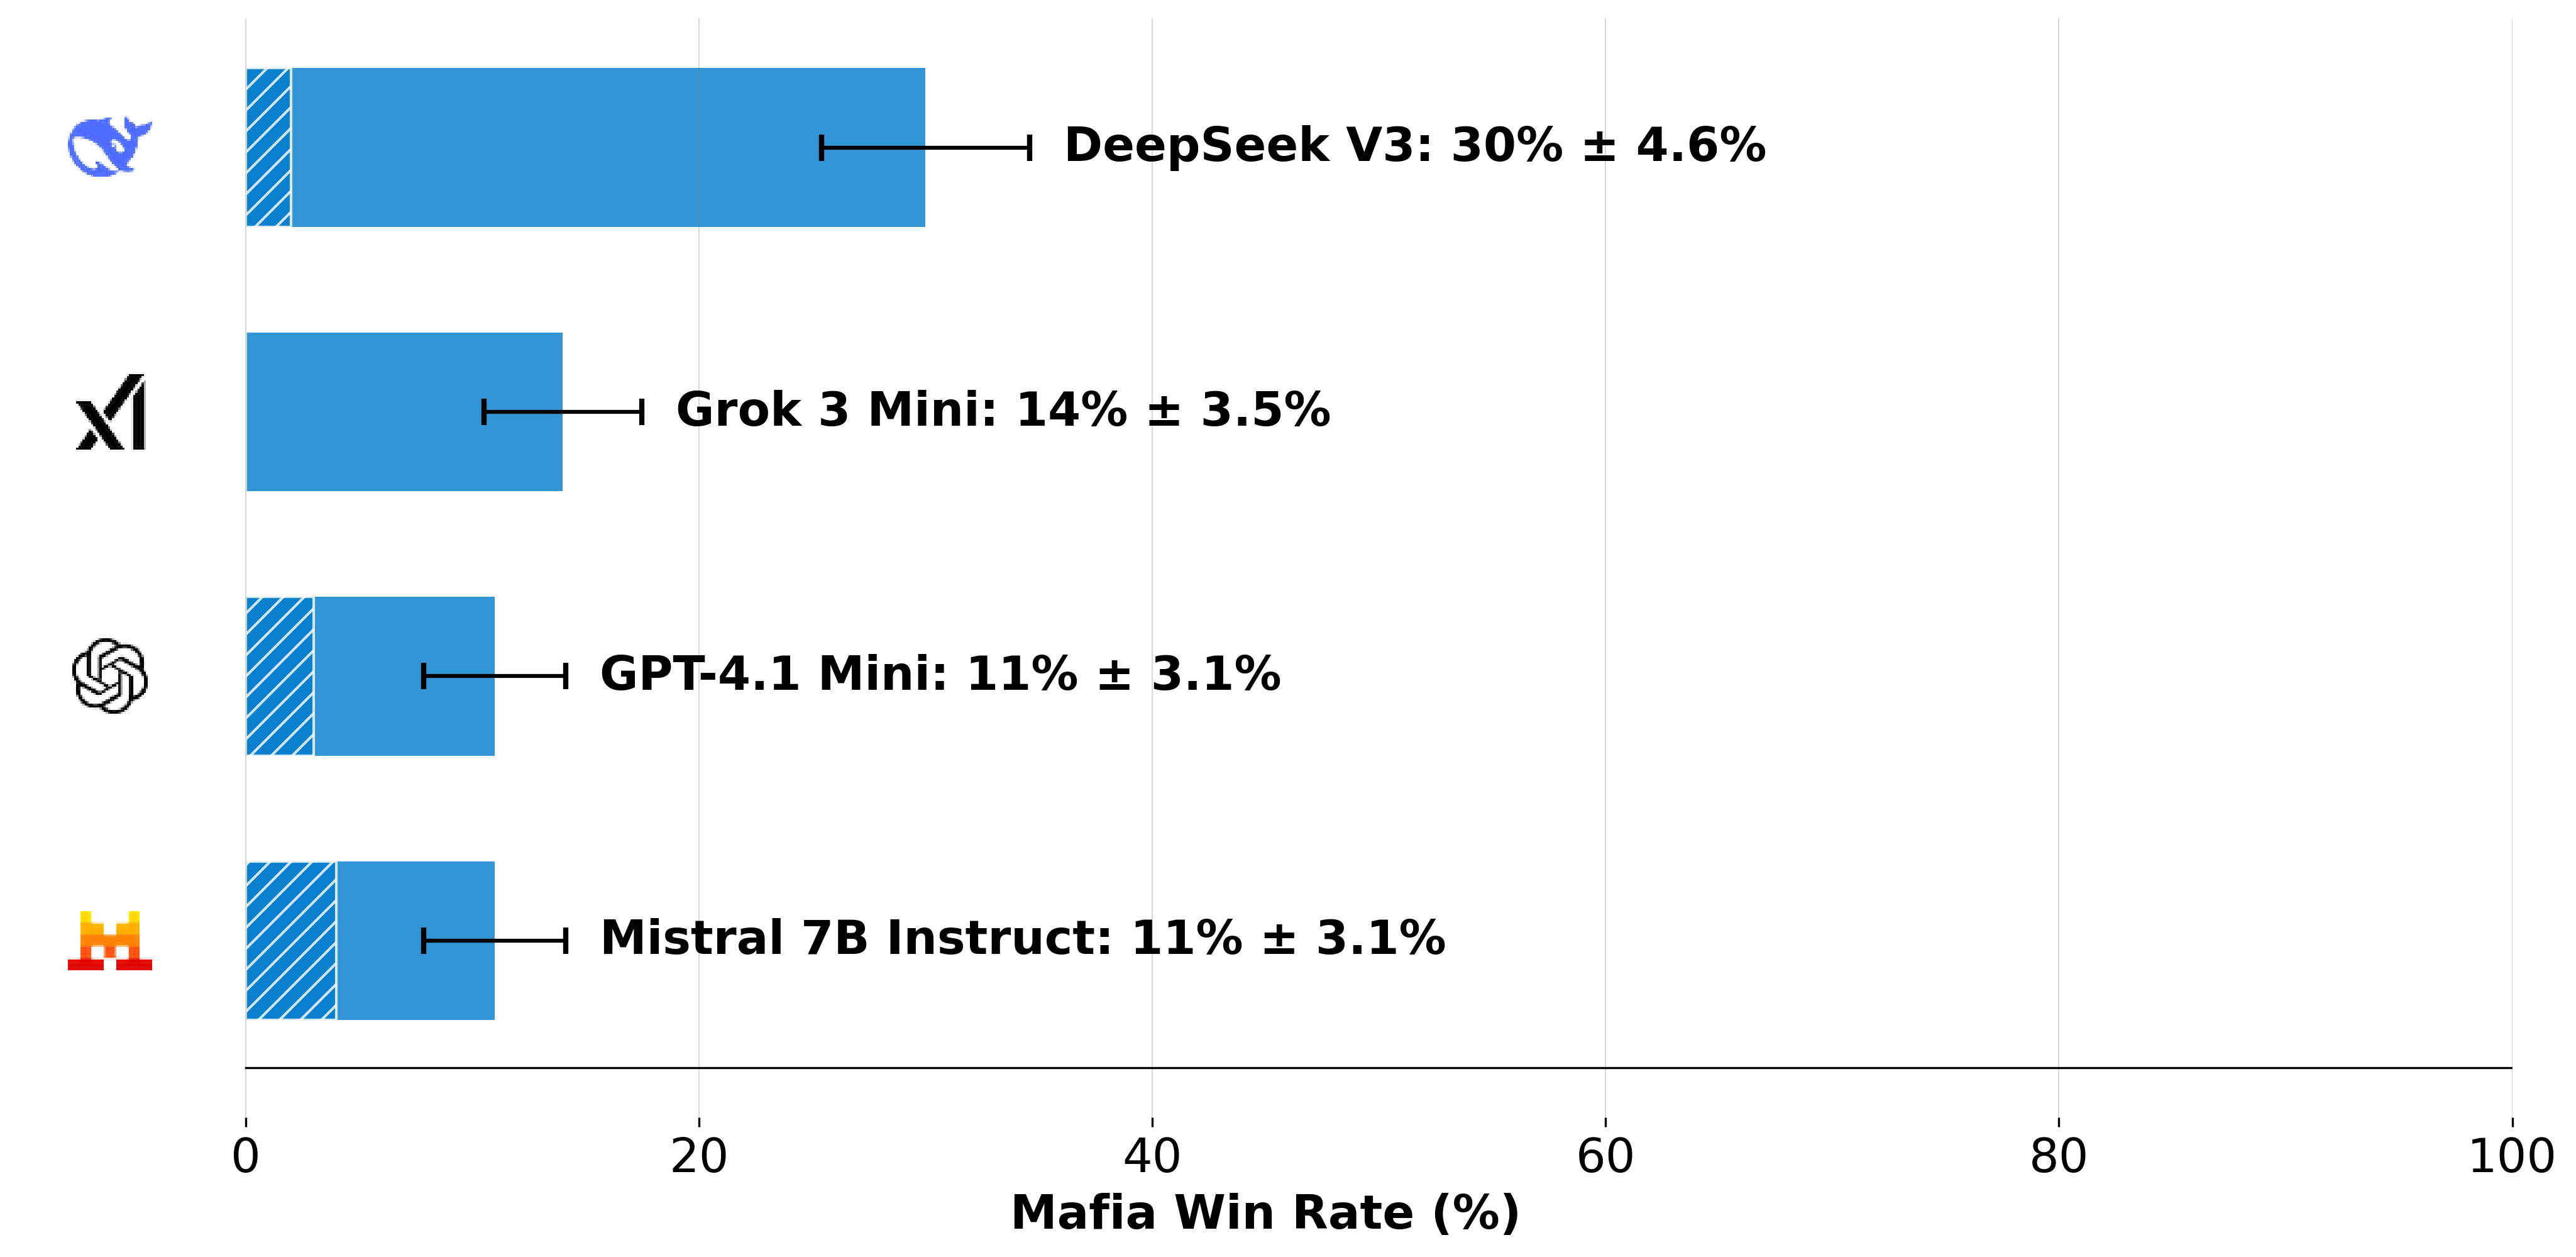 DeepSeek V3: 30% ± 4.6%
Grok 3 Mini: 14% ± 3.5%
GPT-4.1 Mini: 11% ± 3.1%
Mistral 7B Instruct: 11% ± 3.1%
0 20 40 60 80 100
Mafia Win Rate (%)